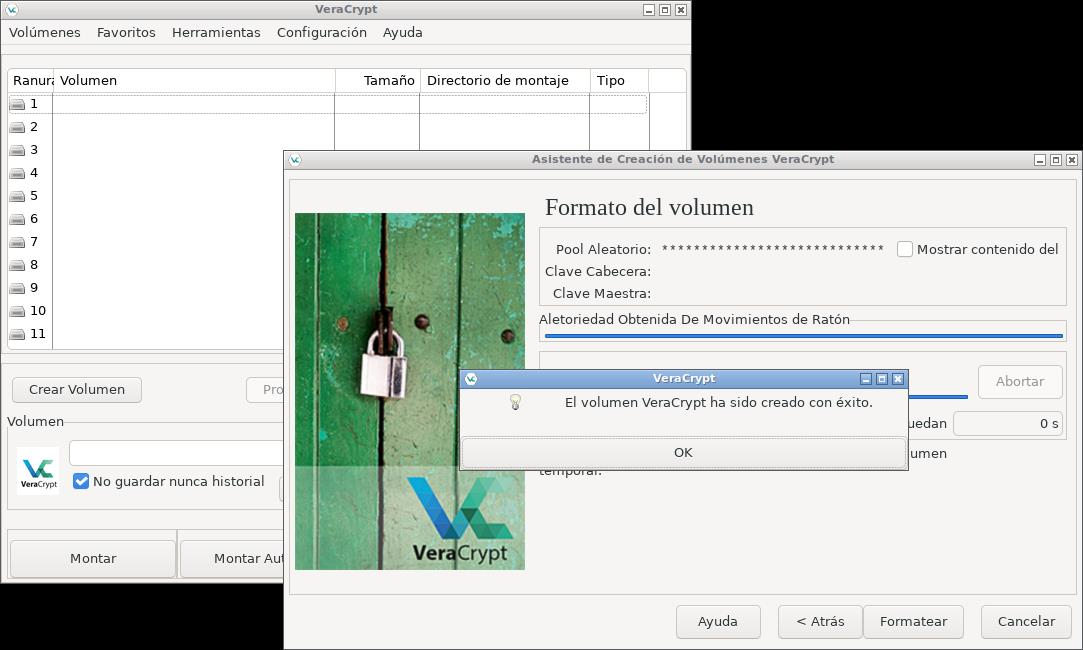 VeraCrypt
Volúmenes Favoritos Herramientas Configuración Ayuda
Ranura Volumen Tamaño Directorio de montaje Tipo
1
2
3
4
5
6
7
8
9
10
11
Crear Volumen Pro
Volumen
VeraCrypt
No guardar nunca historial
Montar Montar Aut
Asistente de Creación de Volúmenes VeraCrypt
Formato del volumen
Pool Aleatorio: **************************** Mostrar contenido del
Clave Cabecera:
Clave Maestra:
Aletoriedad Obtenida De Movimientos de Ratón
Abortar
uedan 0 s
umen
temporal.
VeraCrypt
VeraCrypt
El volumen VeraCrypt ha sido creado con éxito.
OK
Ayuda < Atrás Formatear Cancelar